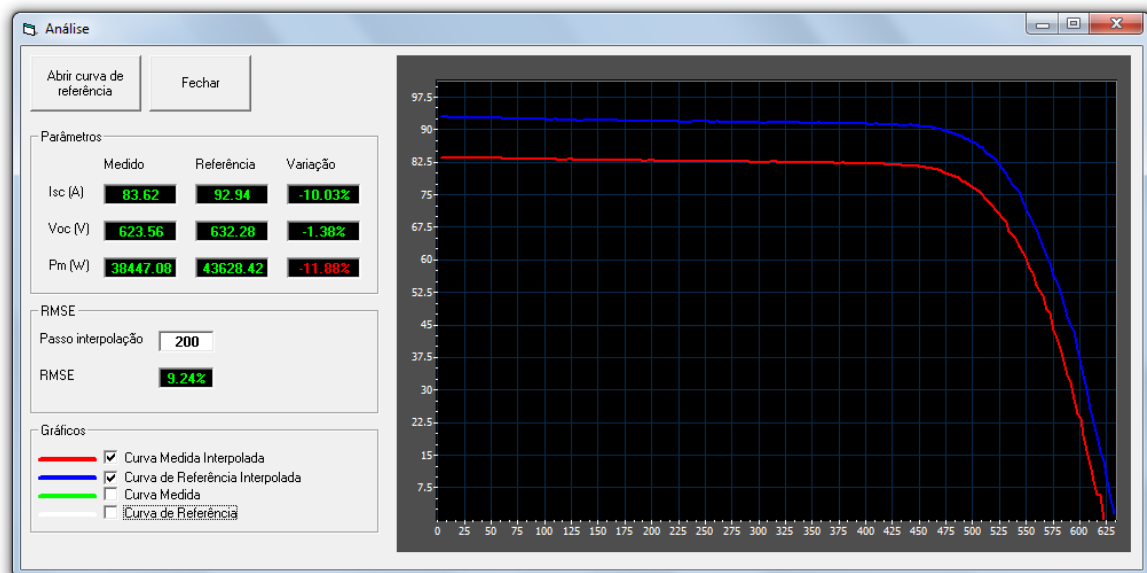 Análise
Abrir curva de
referência
Fechar
Parâmetros
Medido Referência Variação
Isc (A) 83.62 92.94 -10.03%
Voc (V) 623.56 632.28 -1.38%
Pm (W) 38447.08 43628.42 -11.88%
RMSE
Passo interpolação 200
RMSE 9.24%
Gráficos
Curva Medida Interpolada
Curva de Referência Interpolada
Curva Medida
Curva de Referência
97.5
90
82.5
75
67.5
60
52.5
45
37.5
30
22.5
15
7.5
0 25 50 75 100 125 150 175 200 225 250 275 300 325 350 375 400 425 450 475 500 525 550 575 600 625